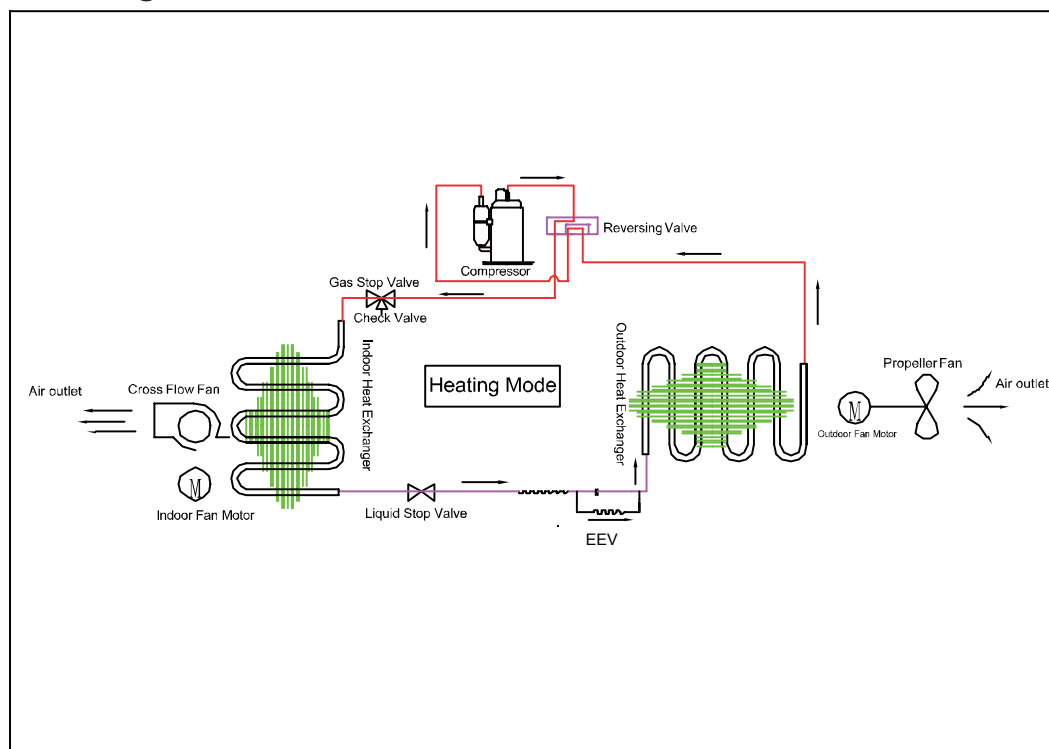 Reversing Valve
Compressor
Gas Stop Valve
Check Valve
Indoor Heat Exchanger
Outdoor Heat Exchanger
Heating Mode
Propeller Fan
Air outlet
Cross Flow Fan
Air outlet
M
Outdoor Fan Motor
M
Indoor Fan Motor
Liquid Stop Valve
EEV